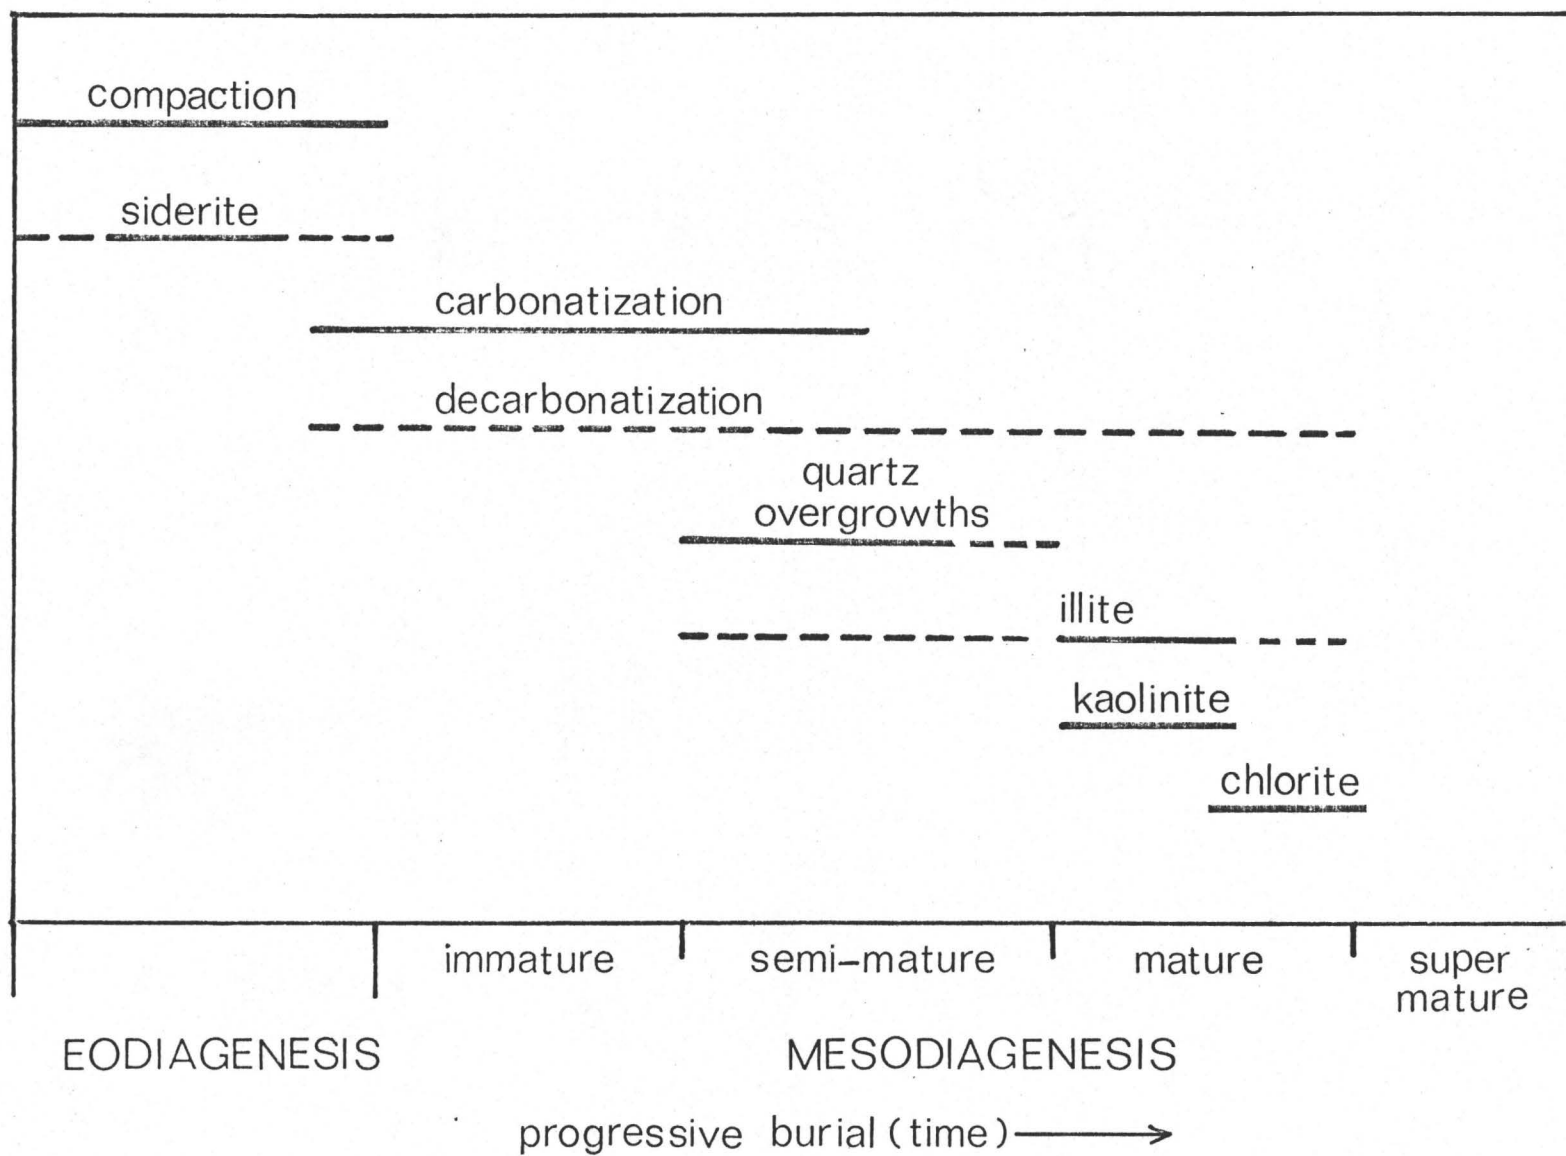 compaction
siderite
carbonatization
decarbonatization
quartz
overgrowths
illite
kaolinite
chlorite
immature
semi-mature
mature
super
mature
EODIAGENESIS
MESODIAGENESIS
progressive burial (time)